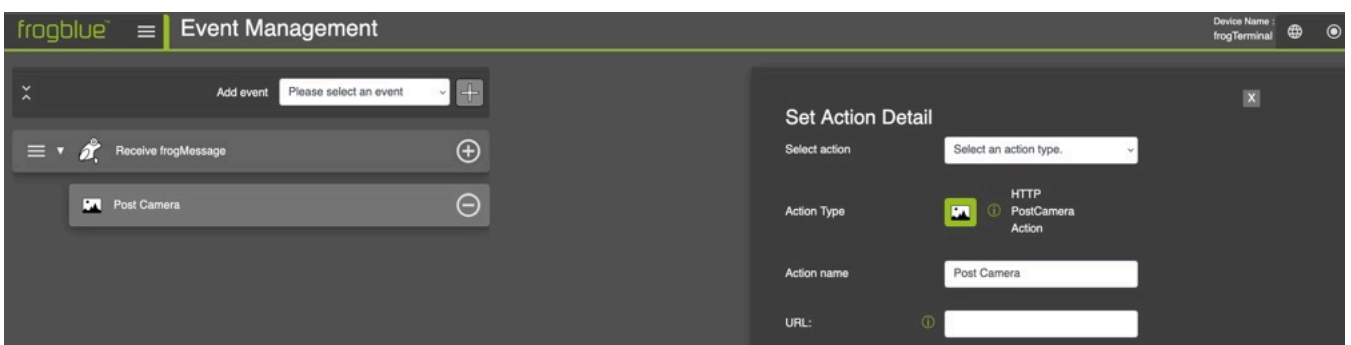 frogblue™
Event Management
Device Name :
frogTerminal
Add event
Please select an event
Receive frogMessage
Post Camera
X
Set Action Detail
Select action
Select an action type.
Action Type
HTTP
PostCamera
Action
Action name
Post Camera
URL: